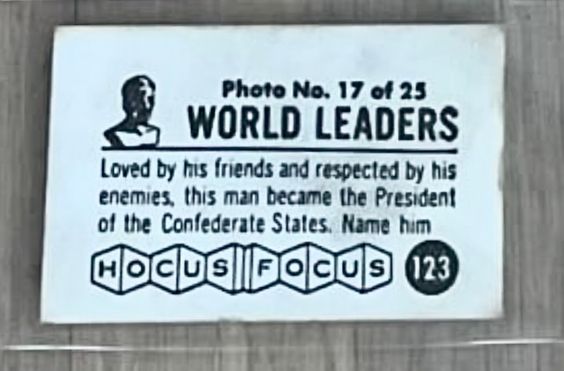 Photo No. 17 of 25
WORLD LEADERS
Loved by his friends and respected by his
enemies, this man became the President
of the Confederate States. Name him
HOCUS FOCUS 123